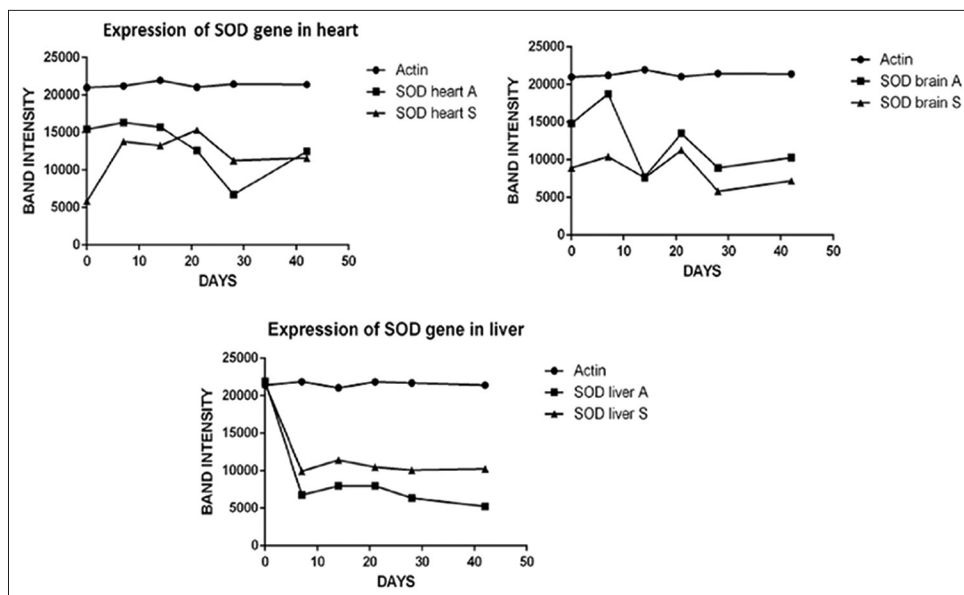 Expression of SOD gene in heart
25000
20000
15000
10000
5000
0
BAND INTENSITY
0 10 20 30 40 50
DAYS
Actin
SOD heart A
SOD heart S
25000
20000
15000
10000
5000
0
BAND INTENSITY
0 10 20 30 40 50
DAYS
Actin
SOD brain A
SOD brain S
Expression of SOD gene in liver
25000
20000
15000
10000
5000
0
BAND INTENSITY
0 10 20 30 40 50
DAYS
Actin
SOD liver A
SOD liver S